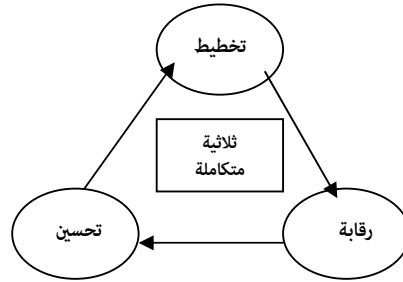 تخطيط
ثلاثية
متكاملة
رقابة
تحسين